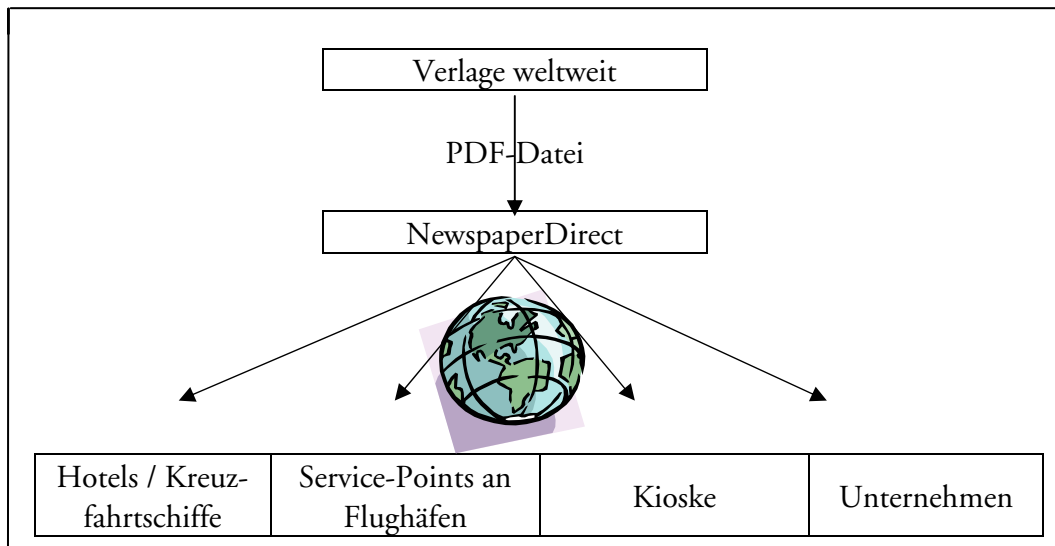 Verlage weltweit
PDF-Datei
NewspaperDirect
Hotels / Kreuz-
fahrtschiffe
Service-Points an
Flughäfen
Kioske
Unternehmen